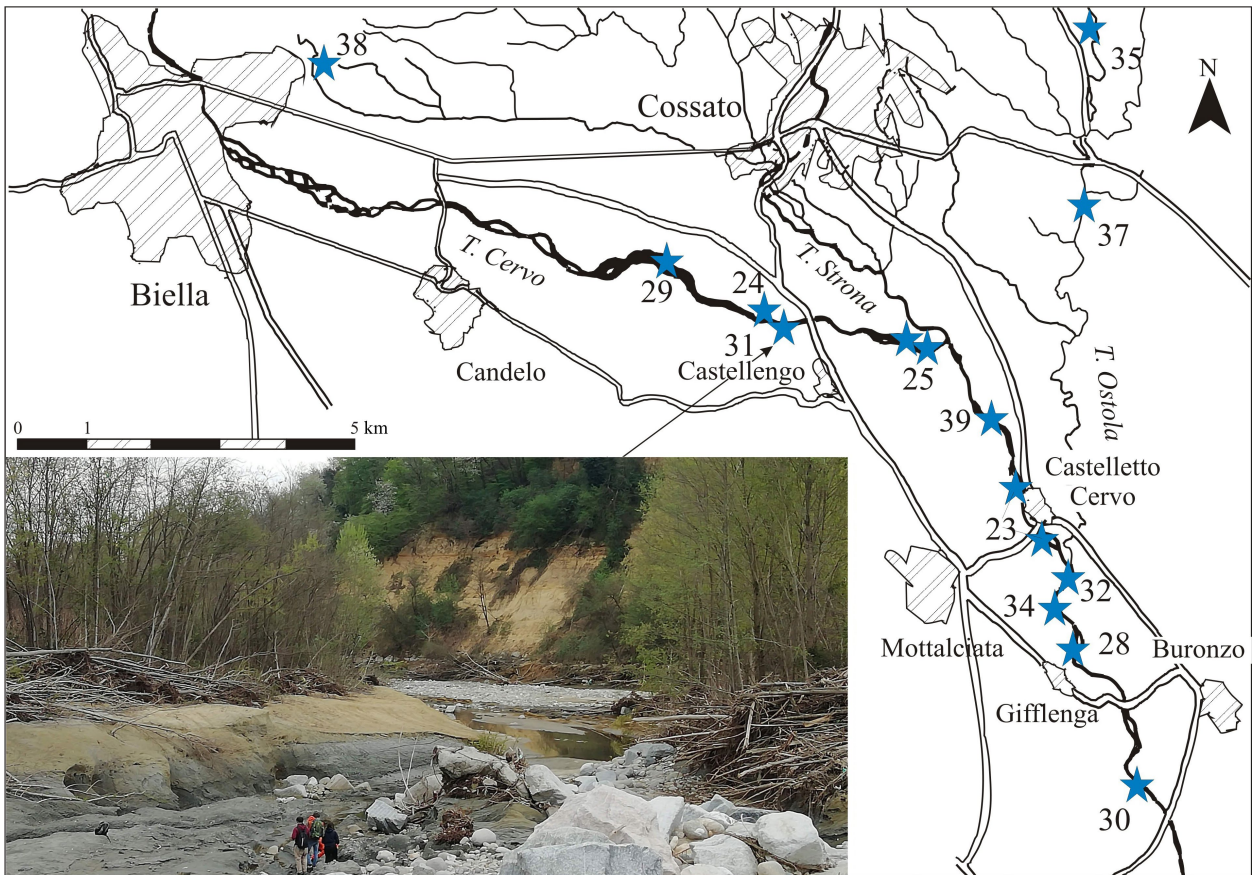 38
35
N
Cossato
37
T. Cervo
T. Strona
Biella
29
24
31
Castellengo
25
Candelo
T. Ostola
0 1 5 km
39
Castelletto
Cervo
23
32
34
Mottalciata
28
Buronzo
Gifflenga
30